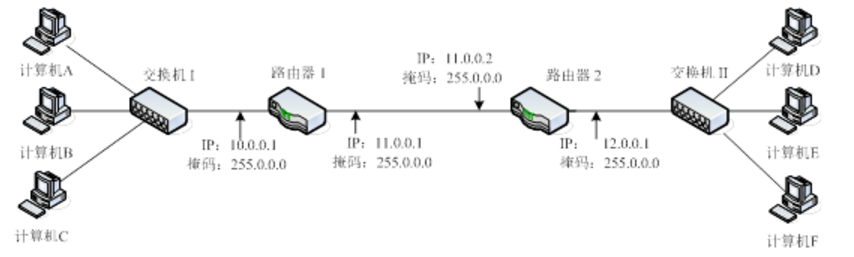 计算机A
交换机 I
路由器 1
IP: 11.0.0.2
掩码: 255.0.0.0
路由器 2
交换机 II
计算机D
计算机B
IP: 10.0.0.1
掩码: 255.0.0.0
IP: 11.0.0.1
掩码: 255.0.0.0
IP: 12.0.0.1
掩码: 255.0.0.0
计算机E
计算机C
计算机F